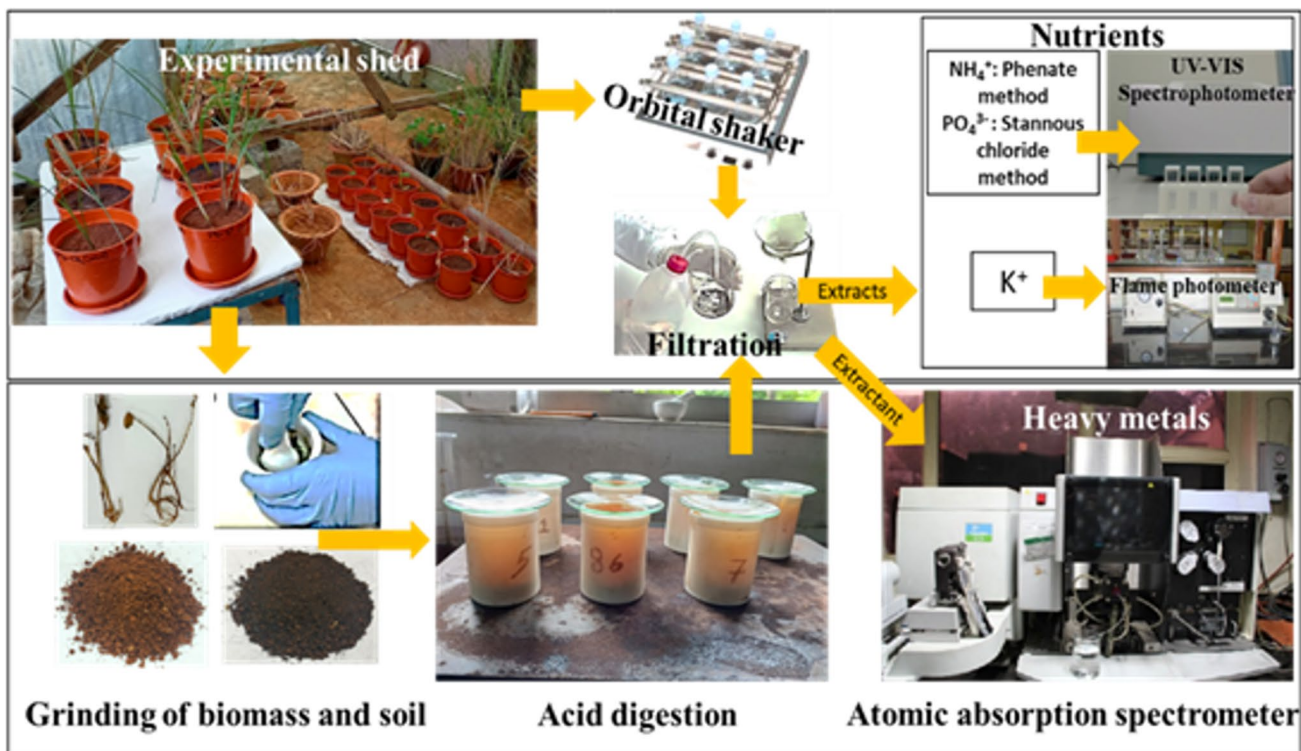 Experimental shed
Orbital shaker
Filtration
Extracts
Extractant
Nutrients
NH₄⁺: Phenate
method
PO₄³⁻: Stannous
chloride
method
UV-VIS
Spectrophotometer
K⁺
Flame photometer
5
1
86
7
Heavy metals
Grinding of biomass and soil
Acid digestion
Atomic absorption spectrometer